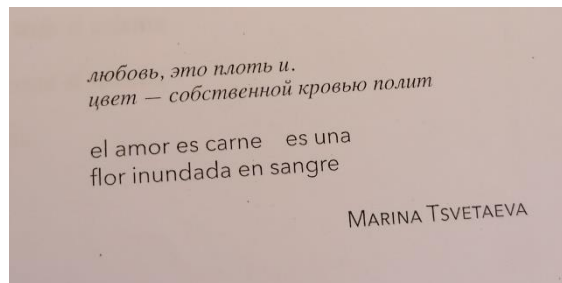 любовь, это плоть и.
цвет — собственной кровью полит
el amor es carne    es una
flor inundada en sangre
MARINA TSVETAEVA